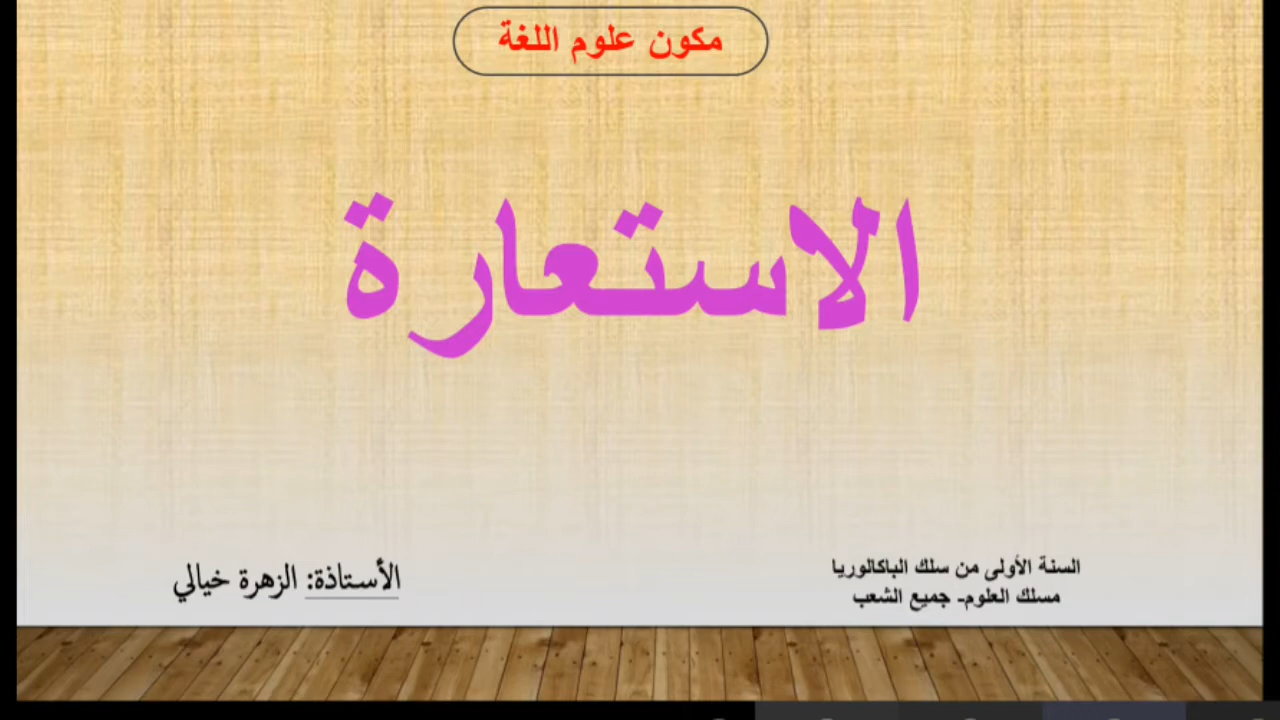 مكون علوم اللغة
الاستعارة
السنة الأولى من سلك الباكالوريا
مسلك العلوم- جميع الشعب
الأستاذة: الزهرة خيالي